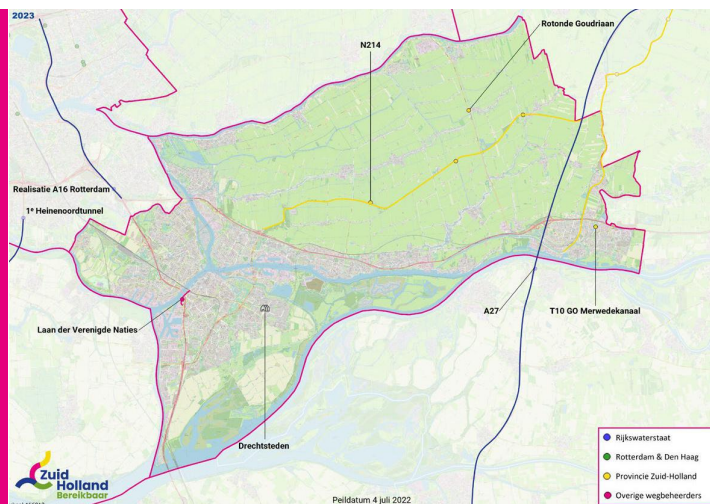 2023
Rotonde Goudriaan
N214
Realisatie A16 Rotterdam
1e Heinenoordtunnel
Laan der Verenigde Naties
A27
T10 GO Merwedekanaal
Drechtsteden
Rijkswaterstaat
Rotterdam & Den Haag
Provincie Zuid-Holland
Overige wegbeheerders
Zuid
Holland
Bereikbaar
Peildatum 4 juli 2022